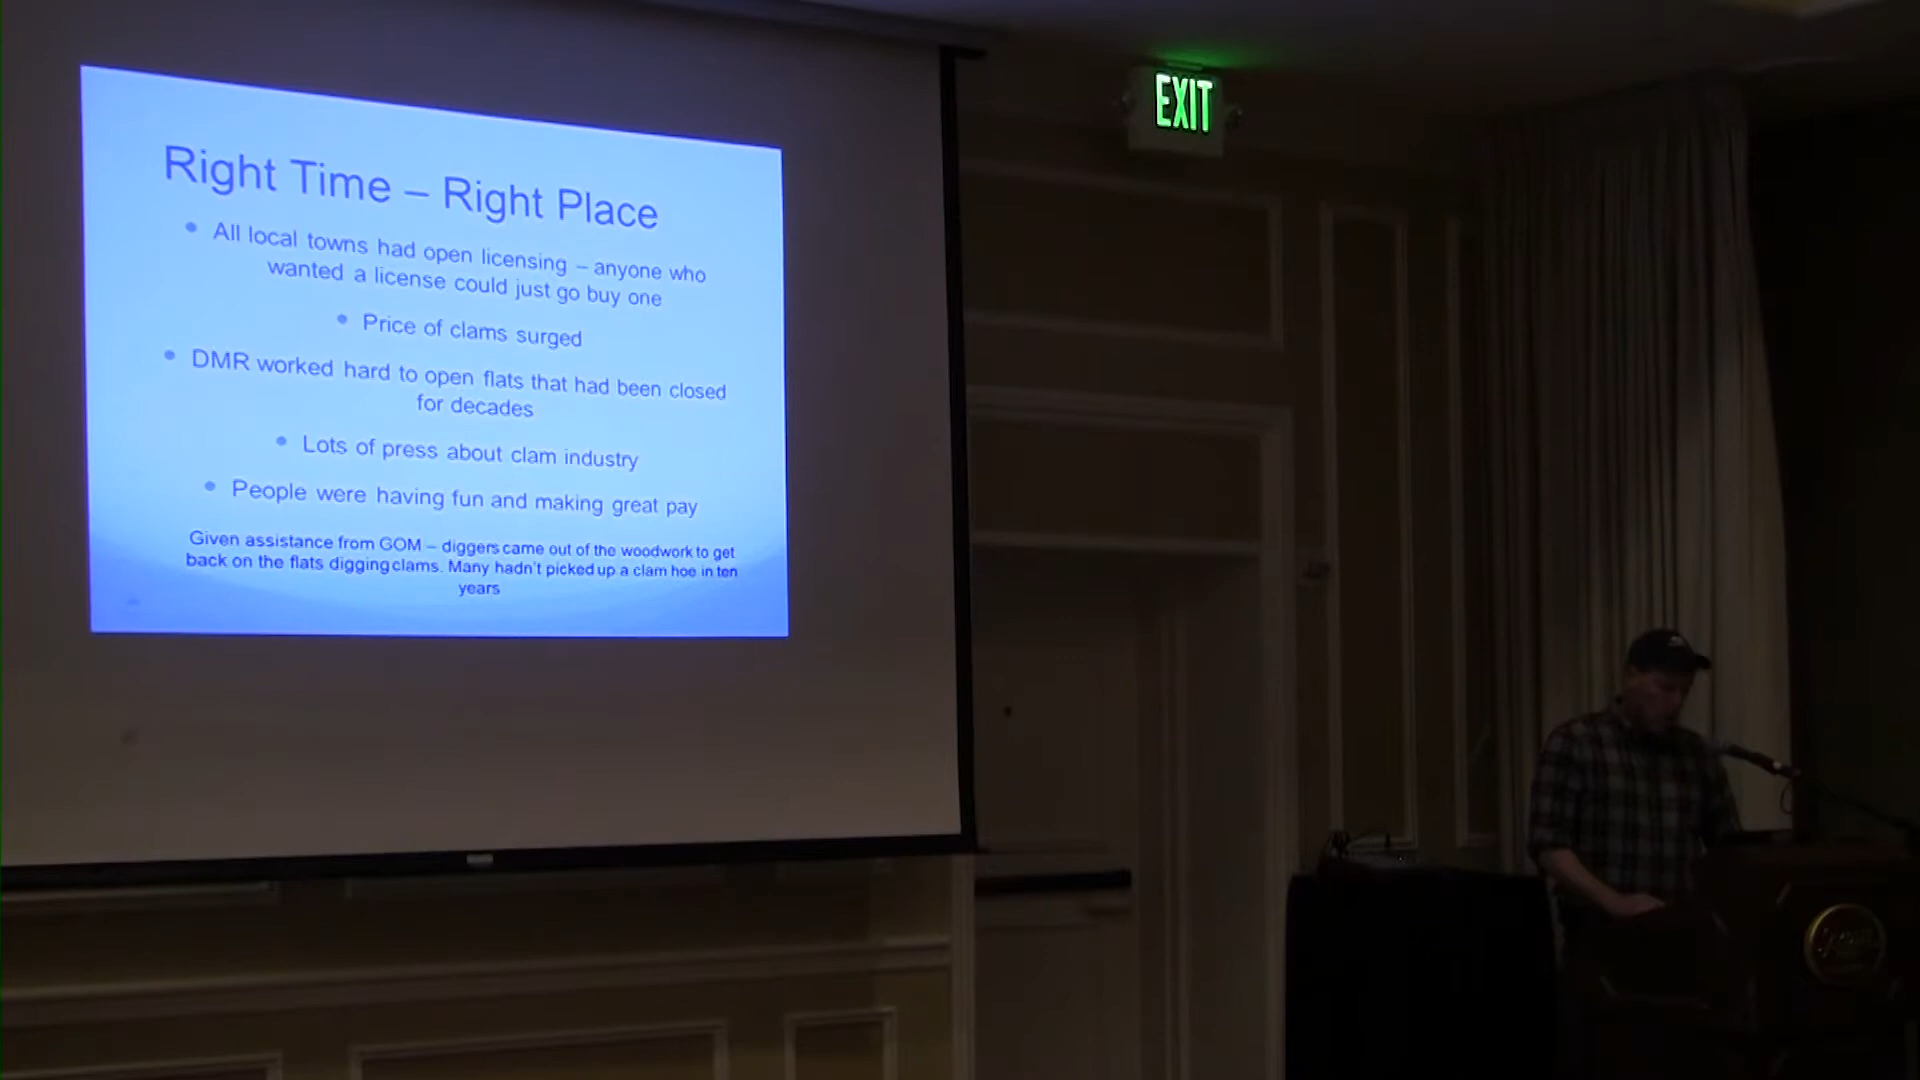 Right Time – Right Place
• All local towns had open licensing – anyone who
wanted a license could just go buy one
• Price of clams surged
• DMR worked hard to open flats that had been closed
for decades
• Lots of press about clam industry
• People were having fun and making great pay
Given assistance from GOM – diggers came out of the woodwork to get
back on the flats digging clams. Many hadn't picked up a clam hoe in ten
years
EXIT